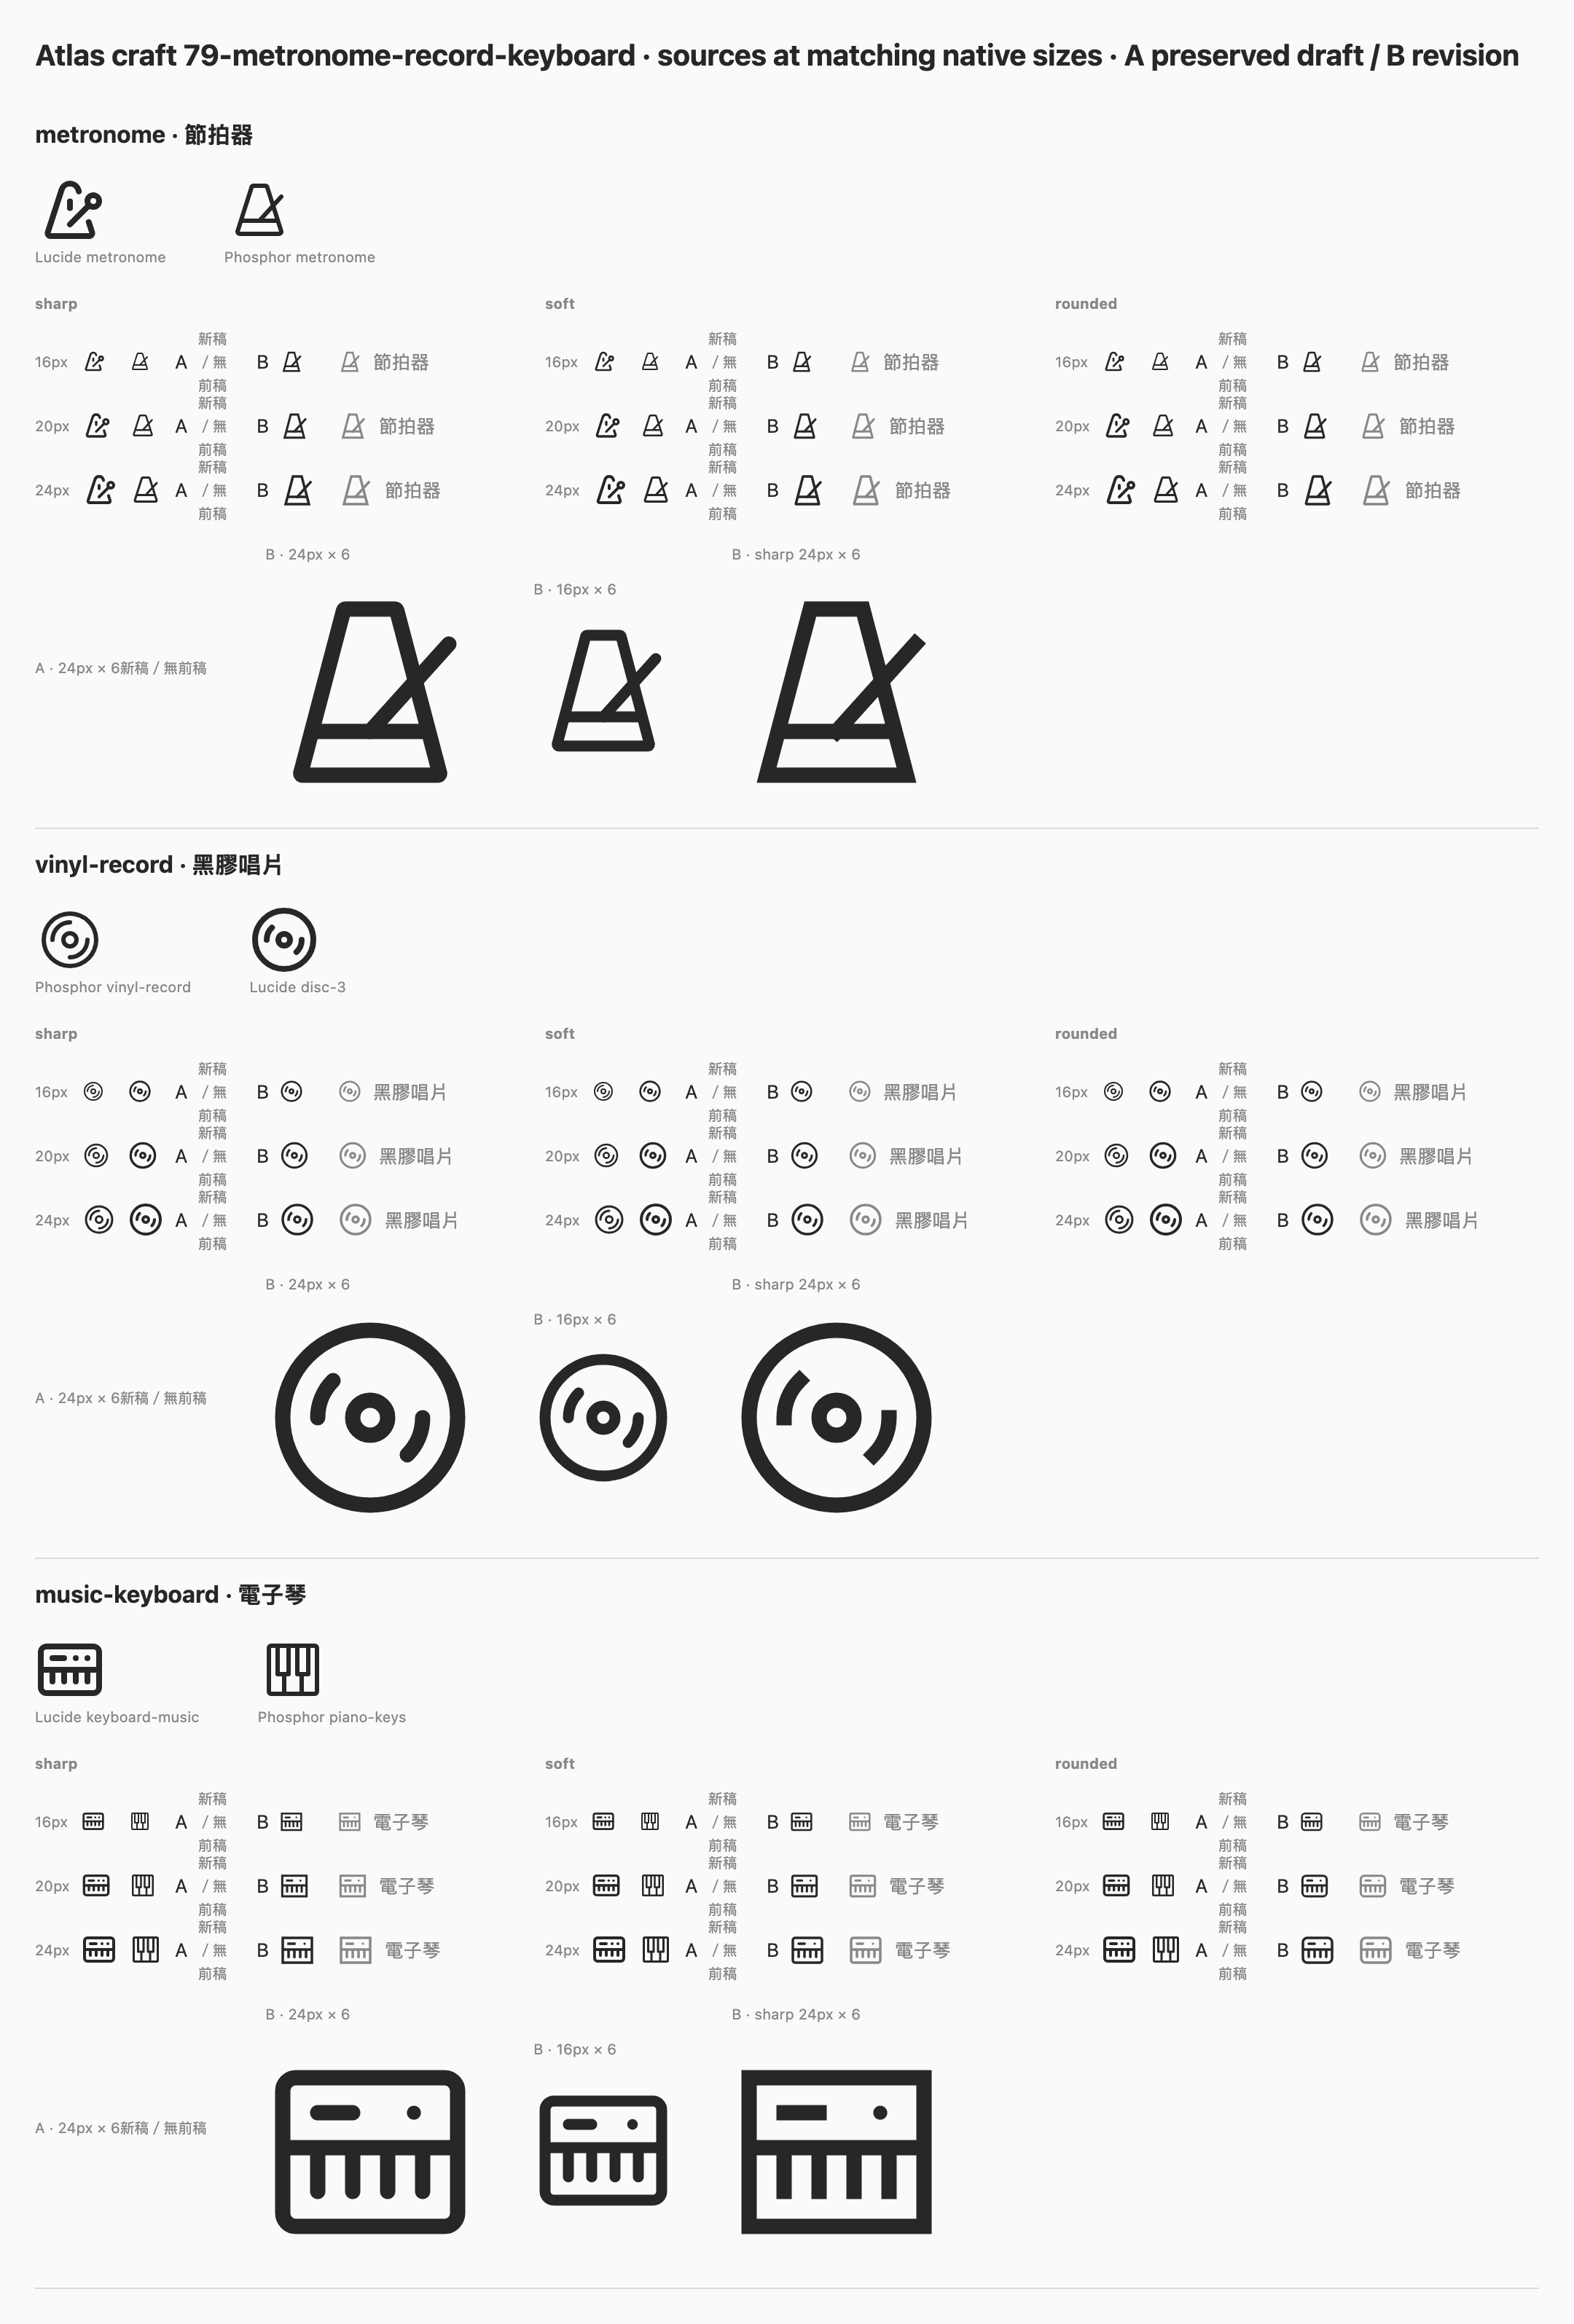 Atlas craft 79-metronome-record-keyboard · sources at matching native sizes · A preserved draft / B revision
metronome · 節拍器
Lucide metronome
Phosphor metronome
sharp
16px A 新稿 / 無前稿 B 節拍器
20px A 新稿 / 無前稿 B 節拍器
24px A 新稿 / 無前稿 B 節拍器
soft
16px A 新稿 / 無前稿 B 節拍器
20px A 新稿 / 無前稿 B 節拍器
24px A 新稿 / 無前稿 B 節拍器
rounded
16px A 新稿 / 無前稿 B 節拍器
20px A 新稿 / 無前稿 B 節拍器
24px A 新稿 / 無前稿 B 節拍器
A · 24px × 6新稿 / 無前稿
B · 24px × 6
B · 16px × 6
B · sharp 24px × 6
vinyl-record · 黑膠唱片
Phosphor vinyl-record
Lucide disc-3
sharp
16px A 新稿 / 無前稿 B 黑膠唱片
20px A 新稿 / 無前稿 B 黑膠唱片
24px A 新稿 / 無前稿 B 黑膠唱片
soft
16px A 新稿 / 無前稿 B 黑膠唱片
20px A 新稿 / 無前稿 B 黑膠唱片
24px A 新稿 / 無前稿 B 黑膠唱片
rounded
16px A 新稿 / 無前稿 B 黑膠唱片
20px A 新稿 / 無前稿 B 黑膠唱片
24px A 新稿 / 無前稿 B 黑膠唱片
A · 24px × 6新稿 / 無前稿
B · 24px × 6
B · 16px × 6
B · sharp 24px × 6
music-keyboard · 電子琴
Lucide keyboard-music
Phosphor piano-keys
sharp
16px A 新稿 / 無前稿 B 電子琴
20px A 新稿 / 無前稿 B 電子琴
24px A 新稿 / 無前稿 B 電子琴
soft
16px A 新稿 / 無前稿 B 電子琴
20px A 新稿 / 無前稿 B 電子琴
24px A 新稿 / 無前稿 B 電子琴
rounded
16px A 新稿 / 無前稿 B 電子琴
20px A 新稿 / 無前稿 B 電子琴
24px A 新稿 / 無前稿 B 電子琴
A · 24px × 6新稿 / 無前稿
B · 24px × 6
B · 16px × 6
B · sharp 24px × 6